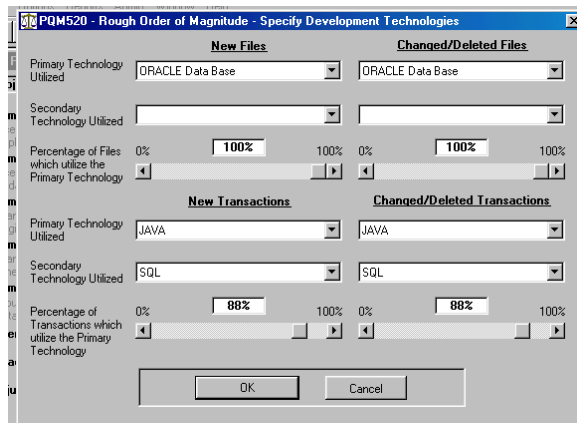 PQM520 - Rough Order of Magnitude - Specify Development Technologies
New Files
Changed/Deleted Files
Primary Technology
Utilized
ORACLE Data Base
ORACLE Data Base
Secondary
Technology Utilized
Percentage of Files
which utilize the
Primary Technology
0%
100%
100%
0%
100%
100%
New Transactions
Changed/Deleted Transactions
Primary Technology
Utilized
JAVA
JAVA
Secondary
Technology Utilized
SQL
SQL
Percentage of
Transactions which
utilize the Primary
Technology
0%
88%
100%
0%
88%
100%
OK
Cancel